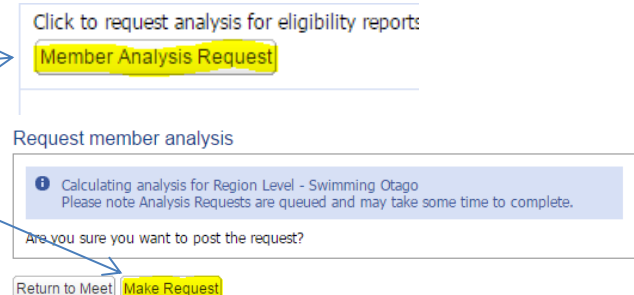 Click to request analysis for eligibility reports
Member Analysis Request
Request member analysis
Calculating analysis for Region Level - Swimming Otago
Please note Analysis Requests are queued and may take some time to complete.
Are you sure you want to post the request?
Return to Meet Make Request